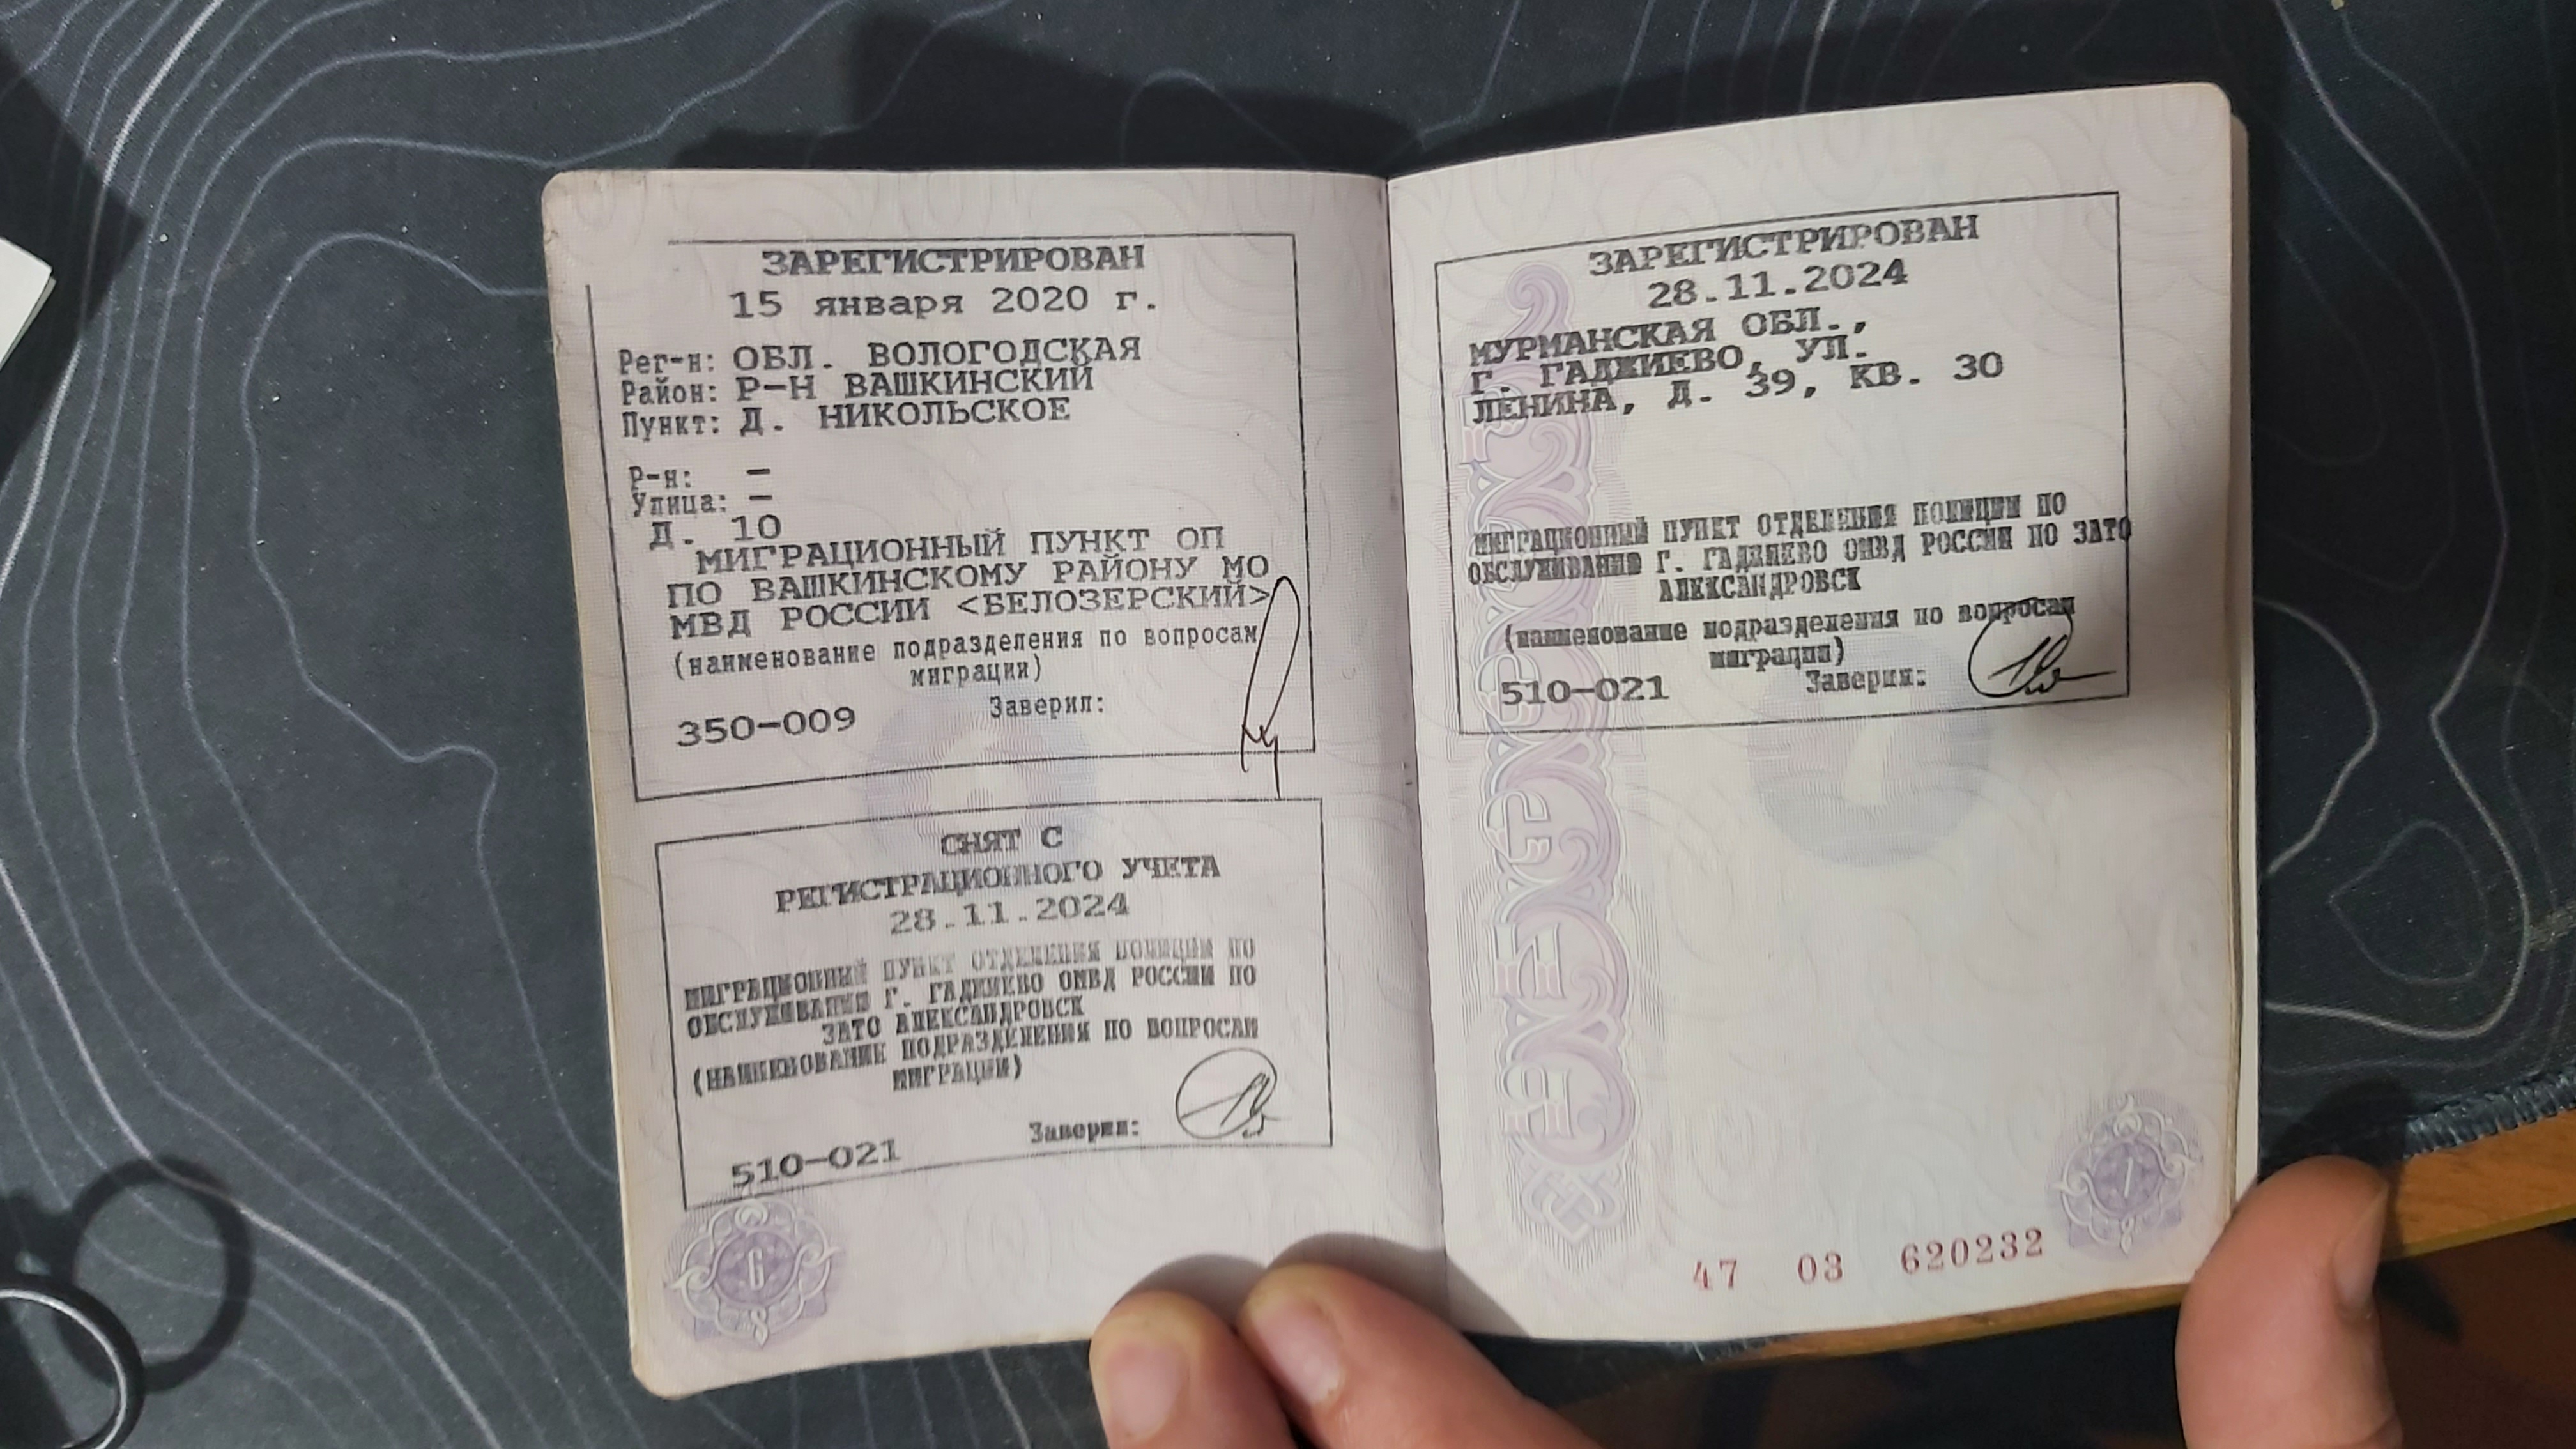 ЗАРЕГИСТРИРОВАН
15 января 2020 г.
Рег-н: ОБЛ. ВОЛОГОДСКАЯ
Район: Р-Н ВАШКИНСКИЙ
Пункт: Д. НИКОЛЬСКОЕ
Р-н: –
Улица: –
Д. 10
МИГРАЦИОННЫЙ ПУНКТ ОП
ПО ВАШКИНСКОМУ РАЙОНУ МО
МВД РОССИИ <БЕЛОЗЕРСКИЙ>
(наименование подразделения по вопросам
миграции)
Заверил:
350-009
СНЯТ С
РЕГИСТРАЦИОННОГО УЧЕТА
28.11.2024
МИГРАЦИОННЫЙ ПУНКТ ОТДЕЛЕНИЯ ПОЛИЦИИ ПО
ОБСЛУЖИВАНИЮ Г. ГАДЖИЕВО ОМВД РОССИИ ПО
ЗАТО АЛЕКСАНДРОВСК
(НАИМЕНОВАНИЕ ПОДРАЗДЕЛЕНИЯ ПО ВОПРОСАМ
МИГРАЦИИ)
Заверил:
510-021
6
ЗАРЕГИСТРИРОВАН
28.11.2024
МУРМАНСКАЯ ОБЛ.,
Г. ГАДЖИЕВО, УЛ.
ЛЕНИНА, Д. 39, КВ. 30
МИГРАЦИОННЫЙ ПУНКТ ОТДЕЛЕНИЯ ПОЛИЦИИ ПО
ОБСЛУЖИВАНИЮ Г. ГАДЖИЕВО ОМВД РОССИИ ПО ЗАТО
АЛЕКСАНДРОВСК
(наименование подразделения по вопросам
миграции)
510-021 Заверил:
7
47 03 620232